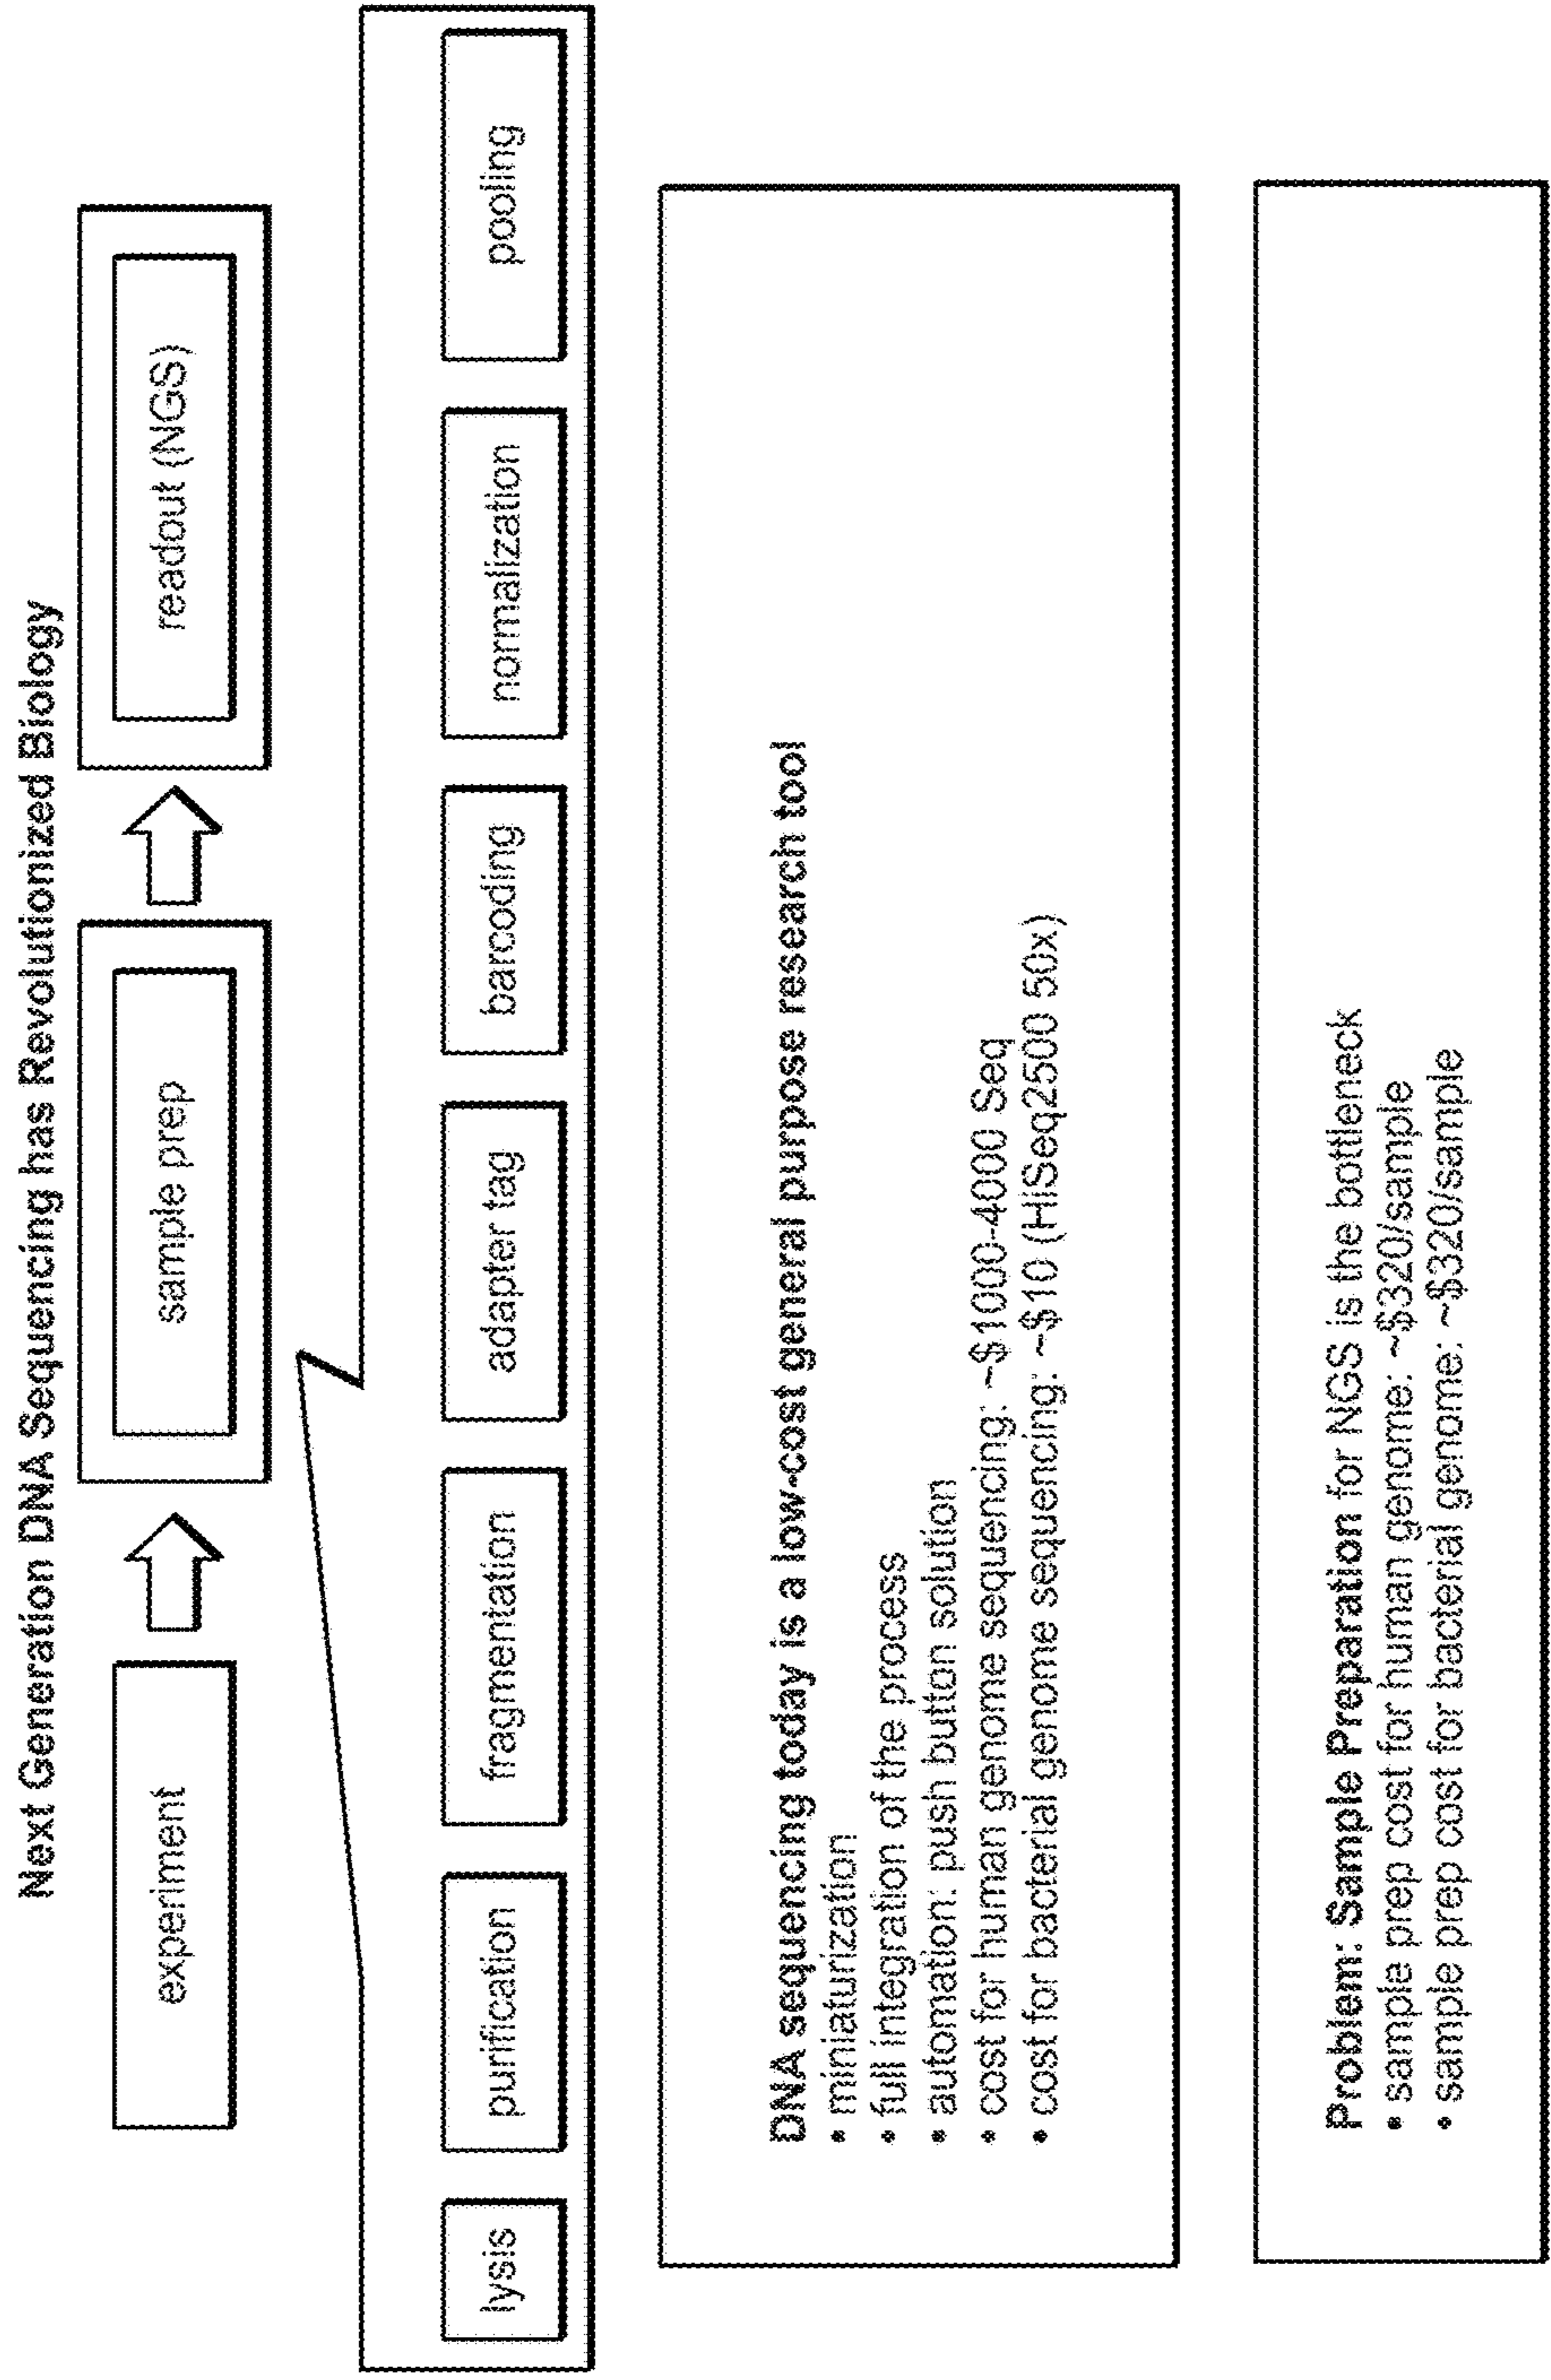 Next Generation DNA Sequencing has Revolutionized Biology
experiment
sample prep
readout (NGS)
lysis
purification
fragmentation
adapter tag
barcoding
normalization
pooling
DNA sequencing today is a low-cost general purpose research tool
• miniaturization
• full integration of the process
• automation: push button solution
• cost for human genome sequencing: ~$1000-4000 Seq
• cost for bacterial genome sequencing: ~$10 (HiSeq2500 50x)
Problem: Sample Preparation for NGS is the bottleneck
• sample prep cost for human genome: ~$320/sample
• sample prep cost for bacterial genome: ~$320/sample